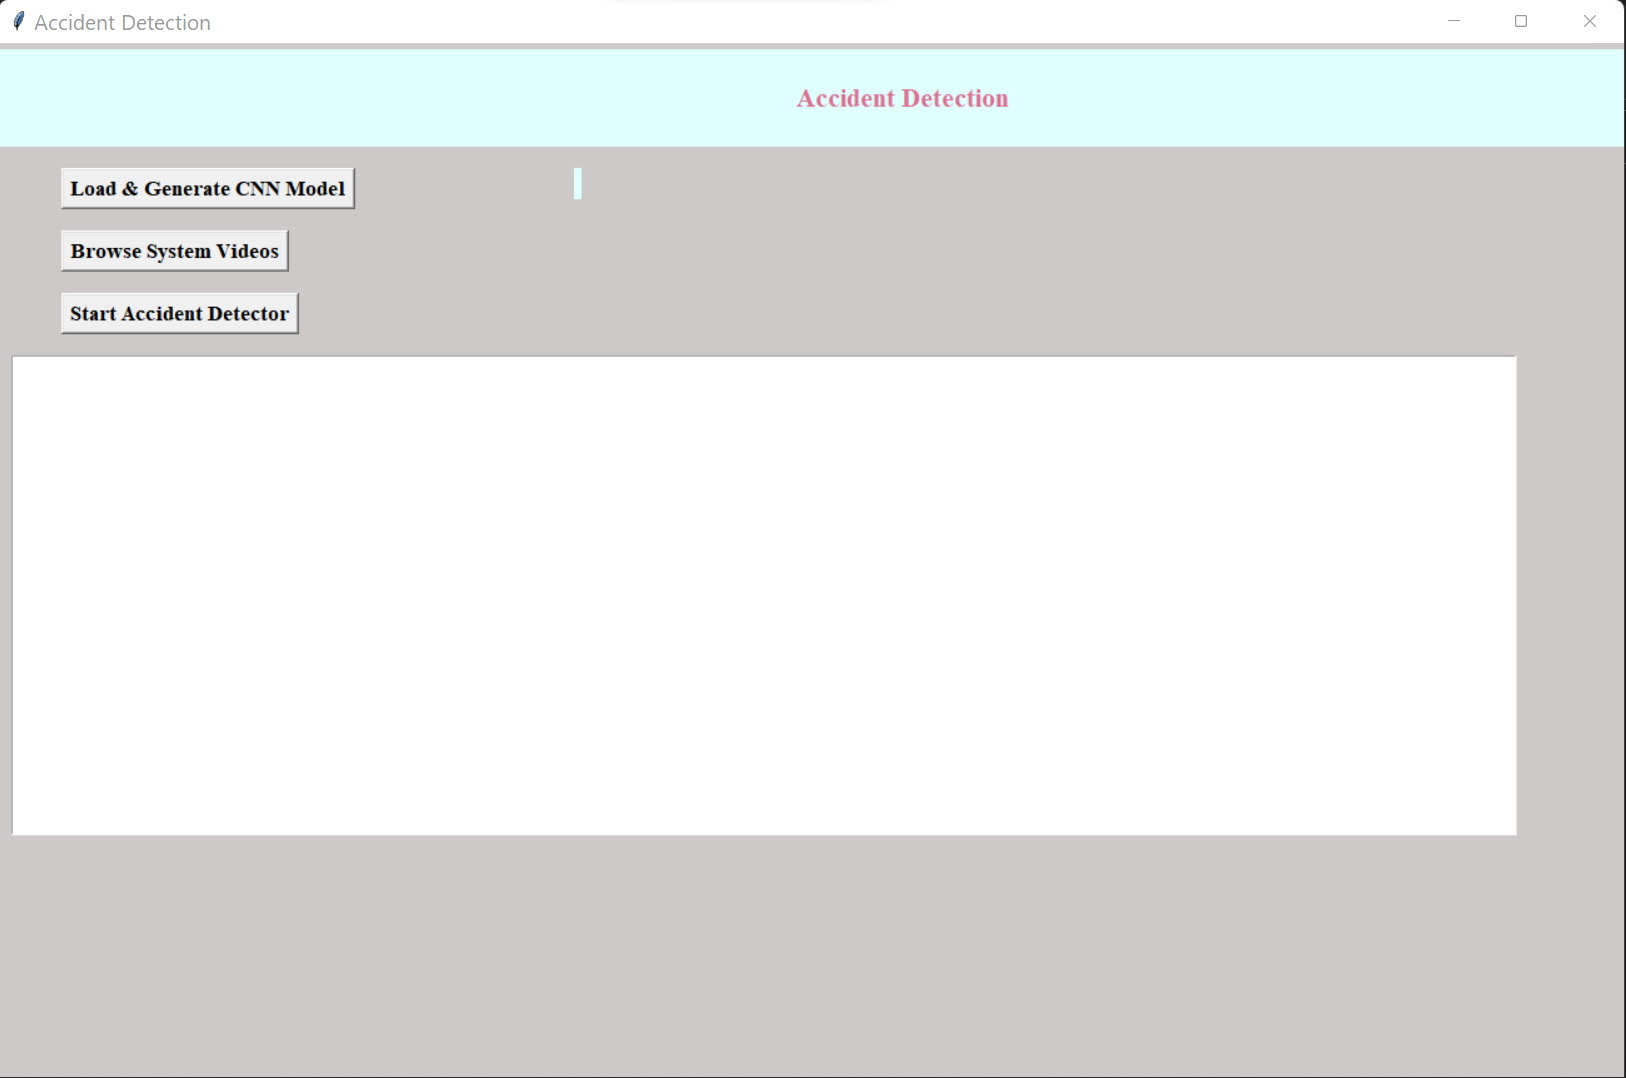 Accident Detection
Accident Detection
Load & Generate CNN Model
Browse System Videos
Start Accident Detector